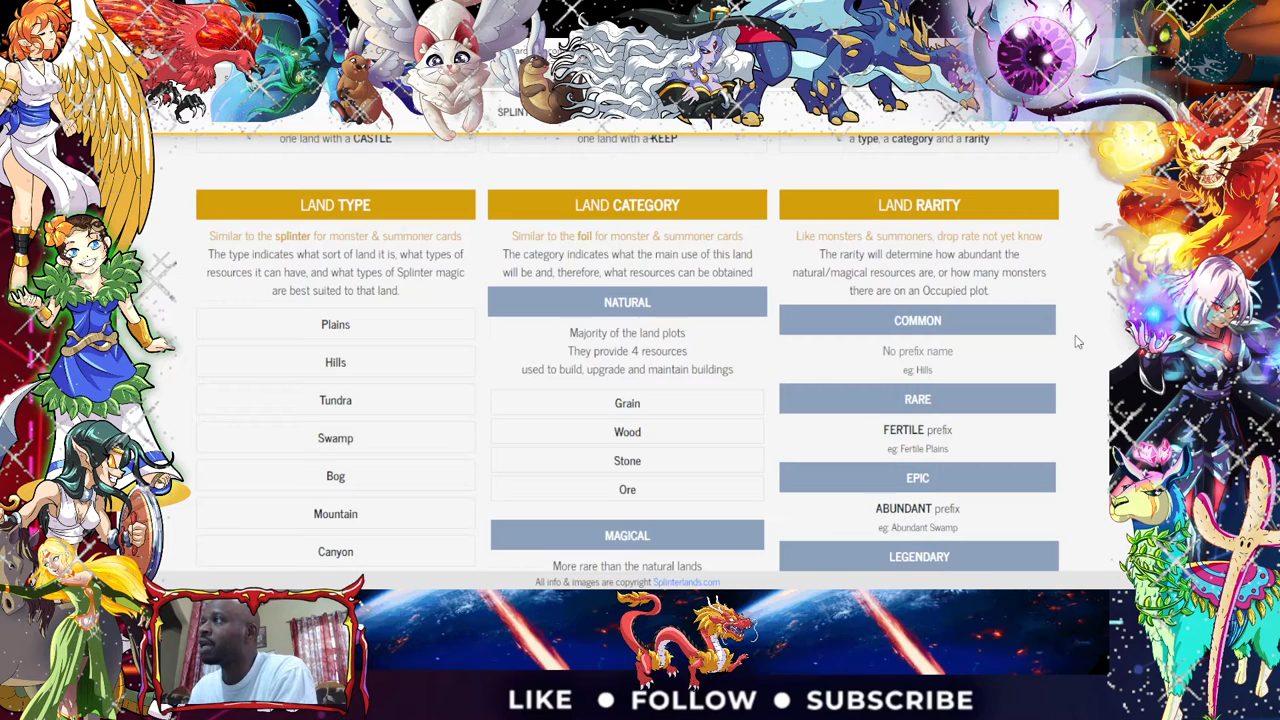 SPLIN
one land with a CASTLE
one land with a KEEP
a type, a category and a rarity
LAND TYPE
Similar to the splinter for monster & summoner cards
The type indicates what sort of land it is, what types of
resources it can have, and what types of Splinter magic
are best suited to that land.
Plains
Hills
Tundra
Swamp
Bog
Mountain
Canyon
LAND CATEGORY
Similar to the foil for monster & summoner cards
The category indicates what the main use of this land
will be and, therefore, what resources can be obtained
NATURAL
Majority of the land plots
They provide 4 resources
used to build, upgrade and maintain buildings
Grain
Wood
Stone
Ore
MAGICAL
More rare than the natural lands
LAND RARITY
Like monsters & summoners, drop rate not yet know
The rarity will determine how abundant the
natural/magical resources are, or how many monsters
there are on an Occupied plot.
COMMON
No prefix name
eg: Hills
RARE
FERTILE prefix
eg: Fertile Plains
EPIC
ABUNDANT prefix
eg: Abundant Swamp
LEGENDARY
All info & images are copyright Splinterlands.com
LIKE ● FOLLOW ● SUBSCRIBE